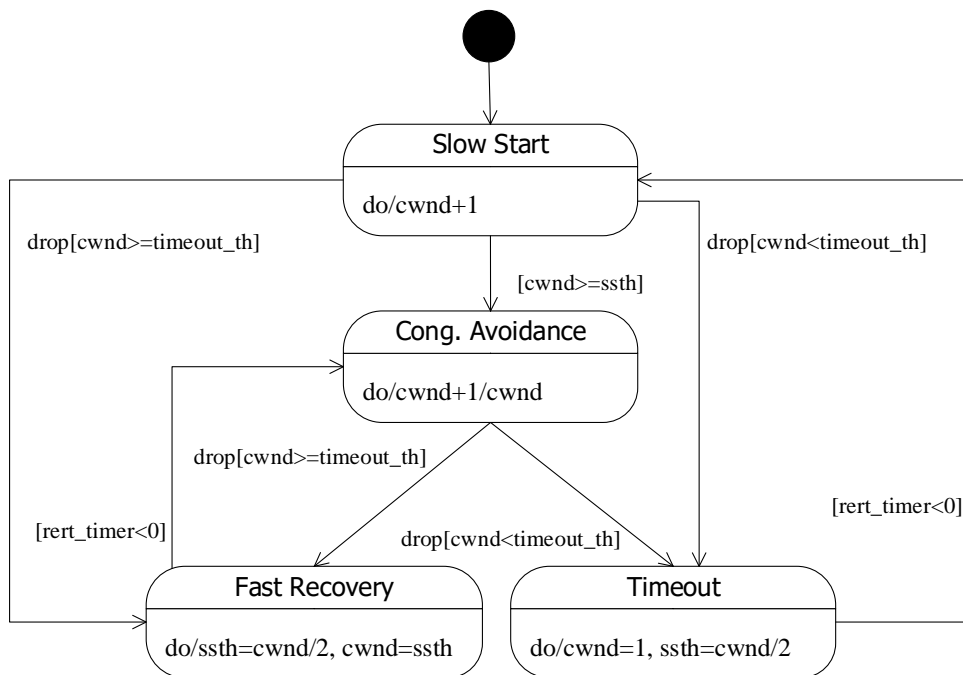 Slow Start
do/cwnd+1
drop[cwnd>=timeout_th]
drop[cwnd<timeout_th]
[cwnd>=ssth]
Cong. Avoidance
do/cwnd+1/cwnd
drop[cwnd>=timeout_th]
[rert_timer<0]
[rert_timer<0]
drop[cwnd<timeout_th]
Fast Recovery
do/ssth=cwnd/2, cwnd=ssth
Timeout
do/cwnd=1, ssth=cwnd/2